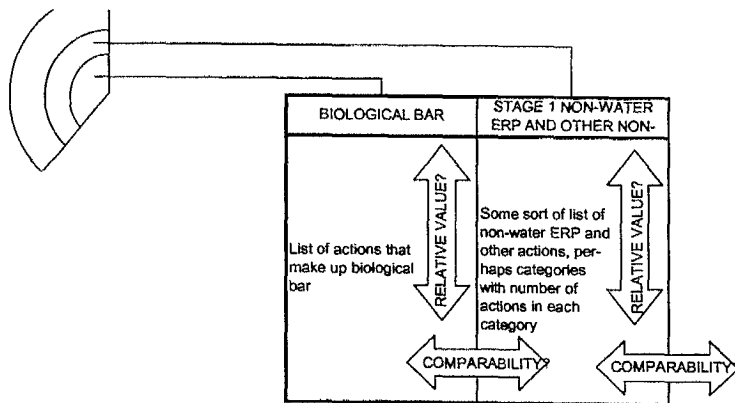 BIOLOGICAL BAR
STAGE 1 NON-WATER
ERP AND OTHER NON-
List of actions that
make up biological
bar
RELATIVE VALUE?
Some sort of list of
non-water ERP and
other actions, per-
haps categories
with number of
actions in each
category
RELATIVE VALUE?
COMPARABILITY?
COMPARABILITY